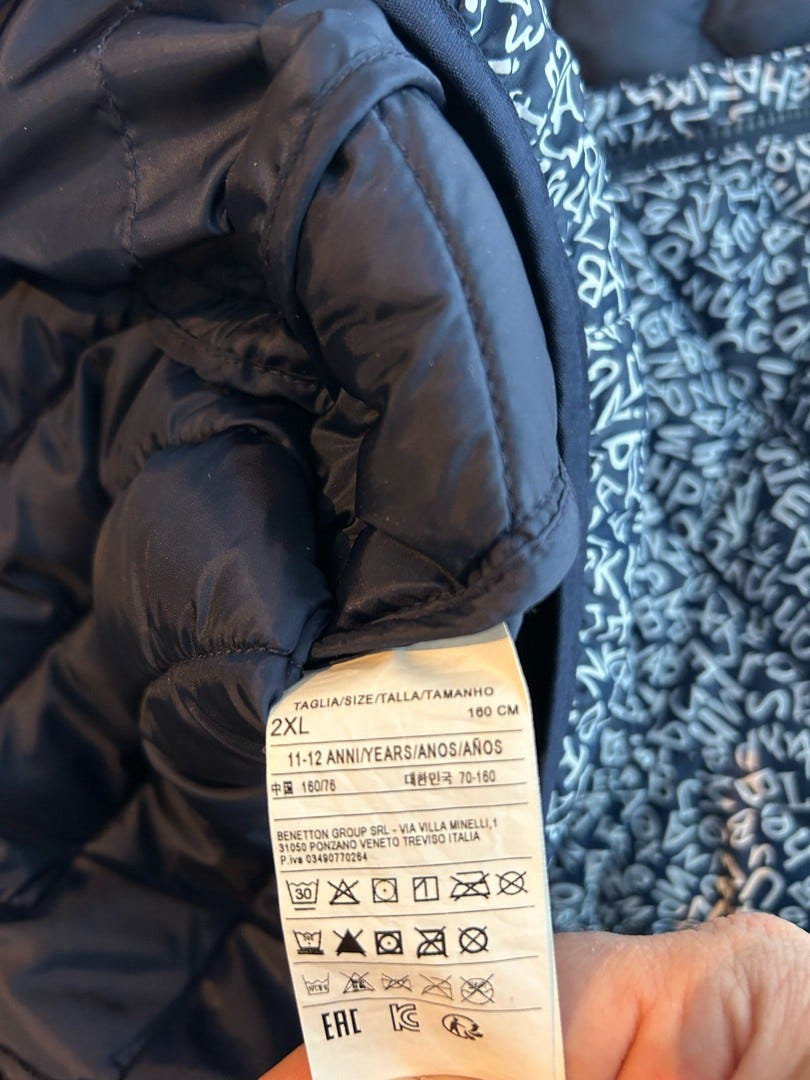 TAGLIA/SIZE/TALLA/TAMANHO
2XL 160 CM
11-12 ANNI/YEARS/ANOS/AÑOS
中国 160/76 대한민국 70-160
BENETTON GROUP SRL - VIA VILLA MINELLI,1
31050 PONZANO VENETO TREVISO ITALIA
P.iva 03490770264
30
EAC